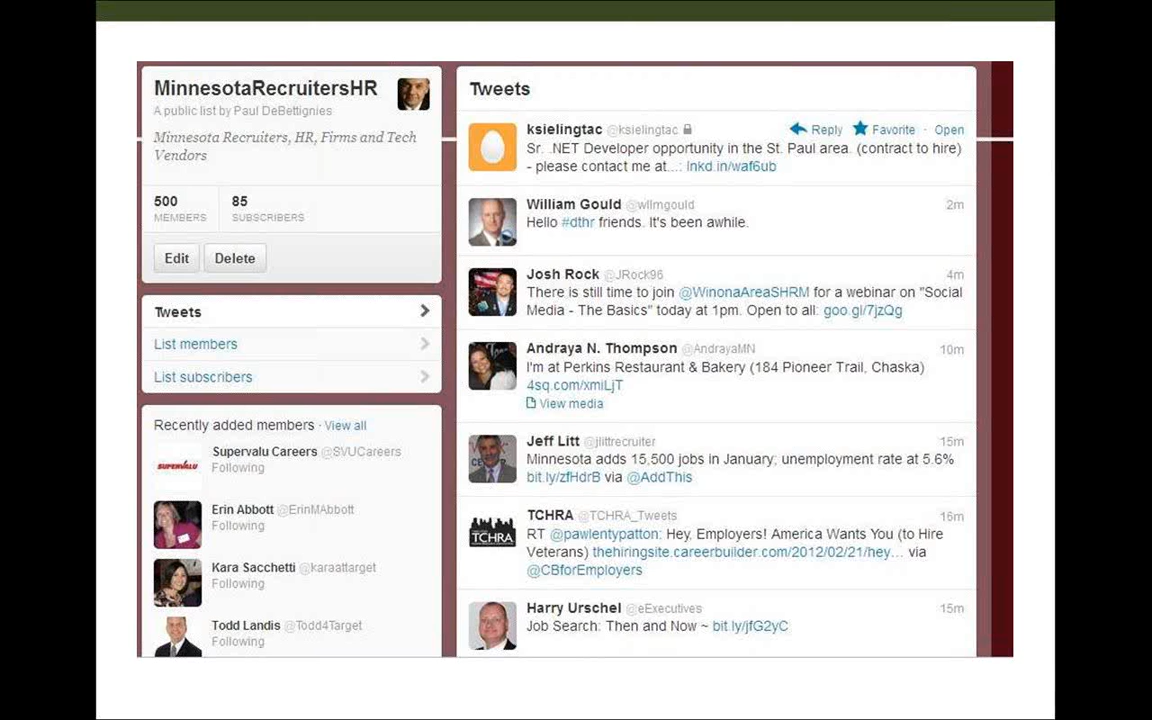 MinnesotaRecruitersHR
A public list by Paul DeBettignies
Minnesota Recruiters, HR, Firms and Tech
Vendors
500
MEMBERS
85
SUBSCRIBERS
Edit
Delete
Tweets
List members
List subscribers
Recently added members · View all
SUPERVALU
Supervalu Careers @SVUCareers
Following
Erin Abbott @ErinMAbbott
Following
Kara Sacchetti @karaattarget
Following
Todd Landis @Todd4Target
Following
Tweets
ksielingtac @ksielingtac
Reply Favorite · Open
Sr. .NET Developer opportunity in the St. Paul area. (contract to hire)
- please contact me at...: lnkd.in/waf6ub
William Gould @wllmgould 2m
Hello #dthr friends. It's been awhile.
Josh Rock @JRock96 4m
There is still time to join @WinonaAreaSHRM for a webinar on "Social
Media - The Basics" today at 1pm. Open to all: goo.gl/7jzQg
Andraya N. Thompson @AndrayaMN 10m
I'm at Perkins Restaurant & Bakery (184 Pioneer Trail, Chaska)
4sq.com/xmiLjT
View media
Jeff Litt @jlittrecruiter 15m
Minnesota adds 15,500 jobs in January; unemployment rate at 5.6%
bit.ly/zfHdrB via @AddThis
TCHRA
TCHRA @TCHRA_Tweets 16m
RT @pawlentypatton: Hey, Employers! America Wants You (to Hire
Veterans) thehiringsite.careerbuilder.com/2012/02/21/hey... via
@CBforEmployers
Harry Urschel @eExecutives 15m
Job Search: Then and Now ~ bit.ly/jfG2yC